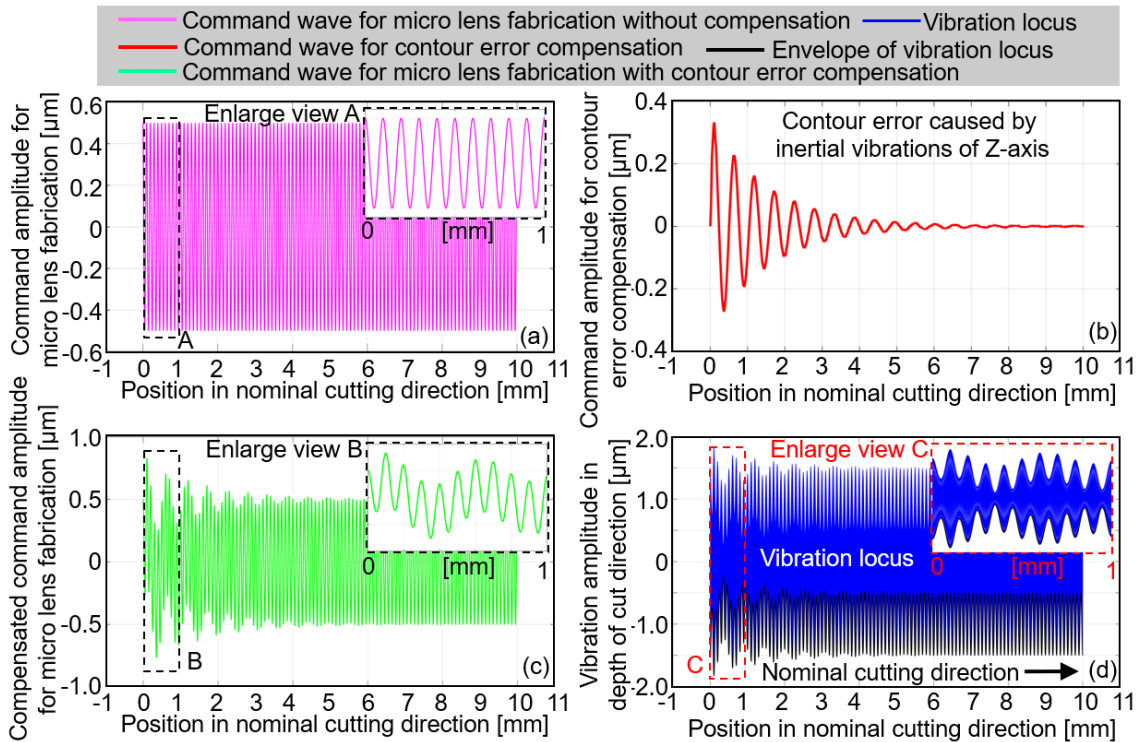 Command wave for micro lens fabrication without compensation
Vibration locus
Command wave for contour error compensation
Envelope of vibration locus
Command wave for micro lens fabrication with contour error compensation
Command amplitude for
micro lens fabrication [μm]
0.6
0.4
0.2
0
-0.2
-0.4
-0.6
Enlarge view A
0
[mm]
1
A
(a)
-1 0 1 2 3 4 5 6 7 8 9 10 11
Position in nominal cutting direction [mm]
Command amplitude for contour
error compensation [μm]
0.4
0.2
0
-0.2
-0.4
Contour error caused by
inertial vibrations of Z-axis
(b)
-1 0 1 2 3 4 5 6 7 8 9 10 11
Position in nominal cutting direction [mm]
Compensated command amplitude
for micro lens fabrication [μm]
1.0
0.5
0
-0.5
-1.0
Enlarge view B
0
[mm]
1
B
(c)
-1 0 1 2 3 4 5 6 7 8 9 10 11
Position in nominal cutting direction [mm]
Vibration amplitude in
depth of cut direction [μm]
2.0
1.0
0
-1.0
-2.0
Enlarge view C
0
[mm]
1
Vibration locus
C
Nominal cutting direction
(d)
-1 0 1 2 3 4 5 6 7 8 9 10 11
Position in nominal cutting direction [mm]